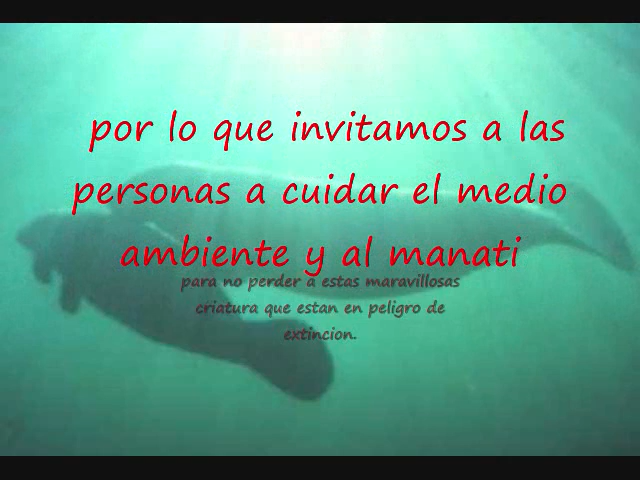 por lo que invitamos a las
personas a cuidar el medio
ambiente y al manati
para no perder a estas maravillosas
criatura que estan en peligro de
extincion.